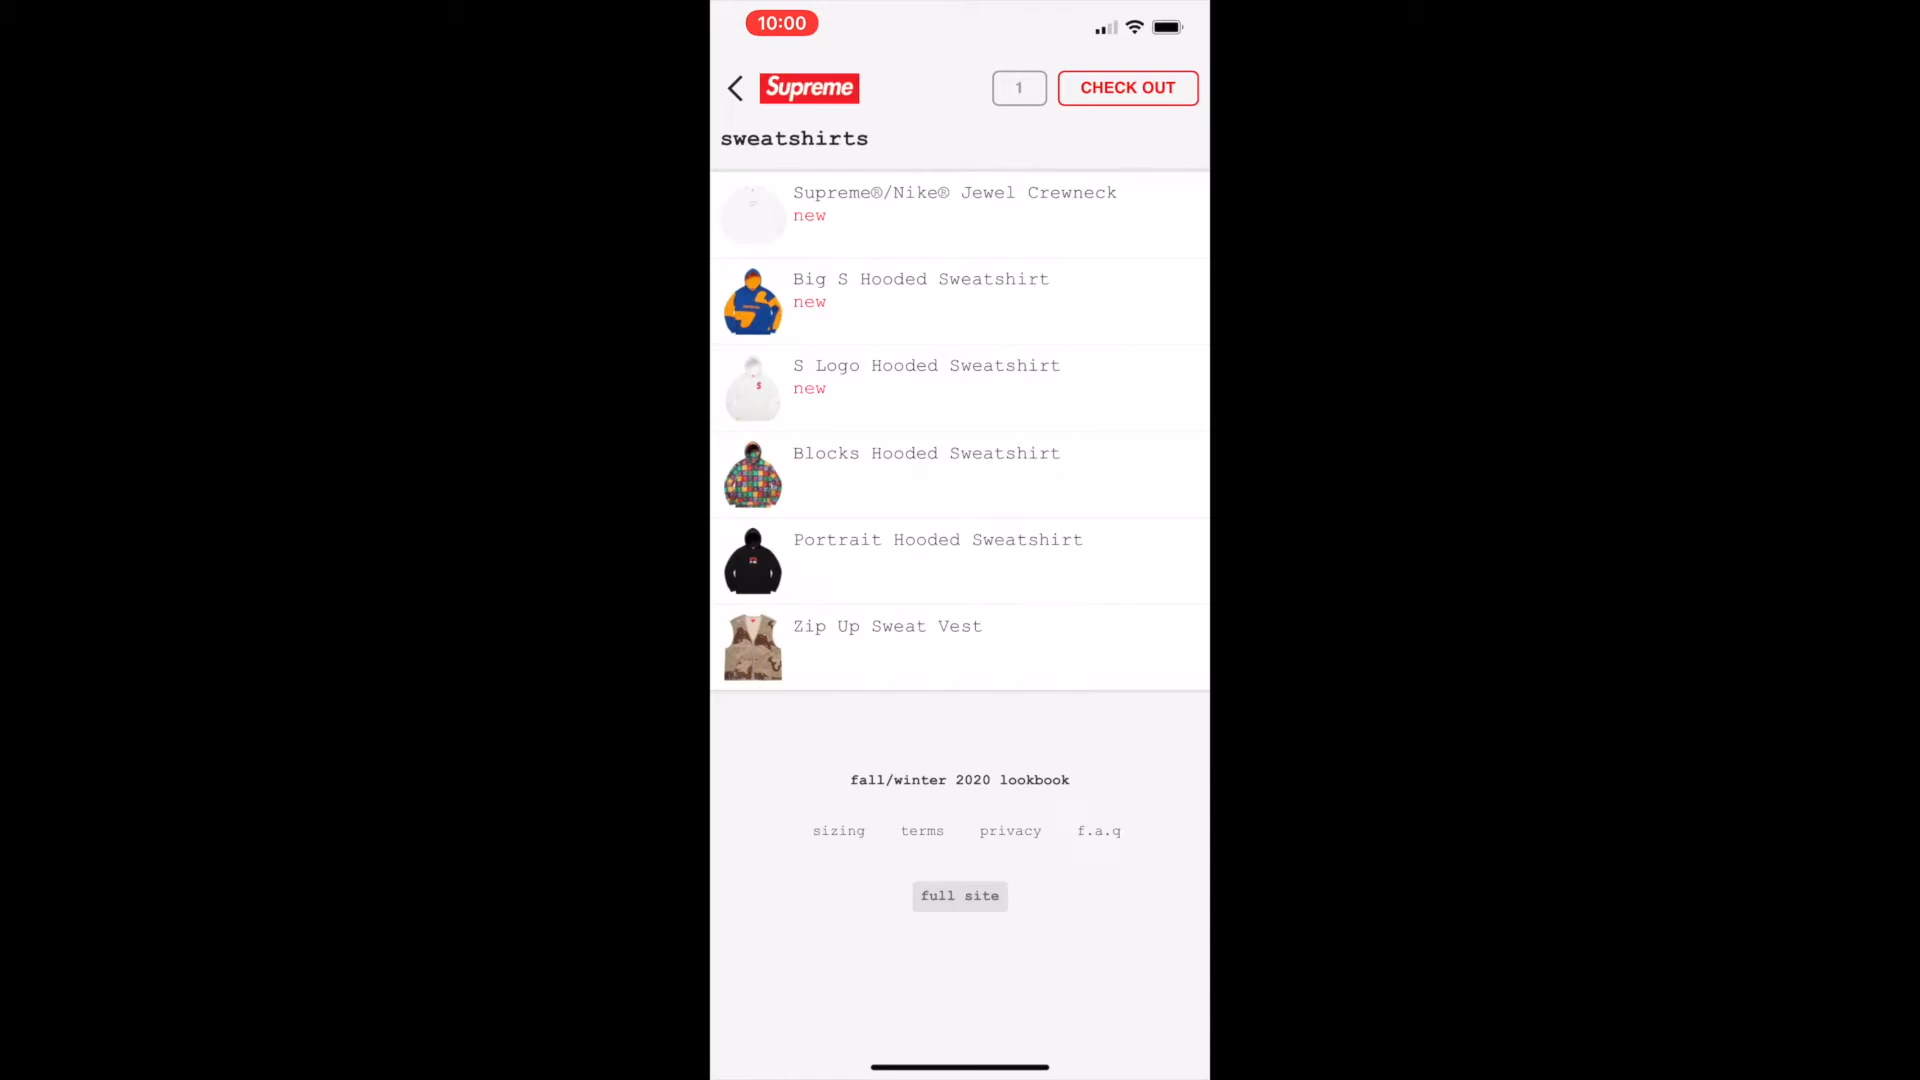 10:00
Supreme
1
CHECK OUT
sweatshirts
Supreme®/Nike® Jewel Crewneck
new
Big S Hooded Sweatshirt
new
S Logo Hooded Sweatshirt
new
Blocks Hooded Sweatshirt
Portrait Hooded Sweatshirt
Zip Up Sweat Vest
fall/winter 2020 lookbook
sizing terms privacy f.a.q
full site